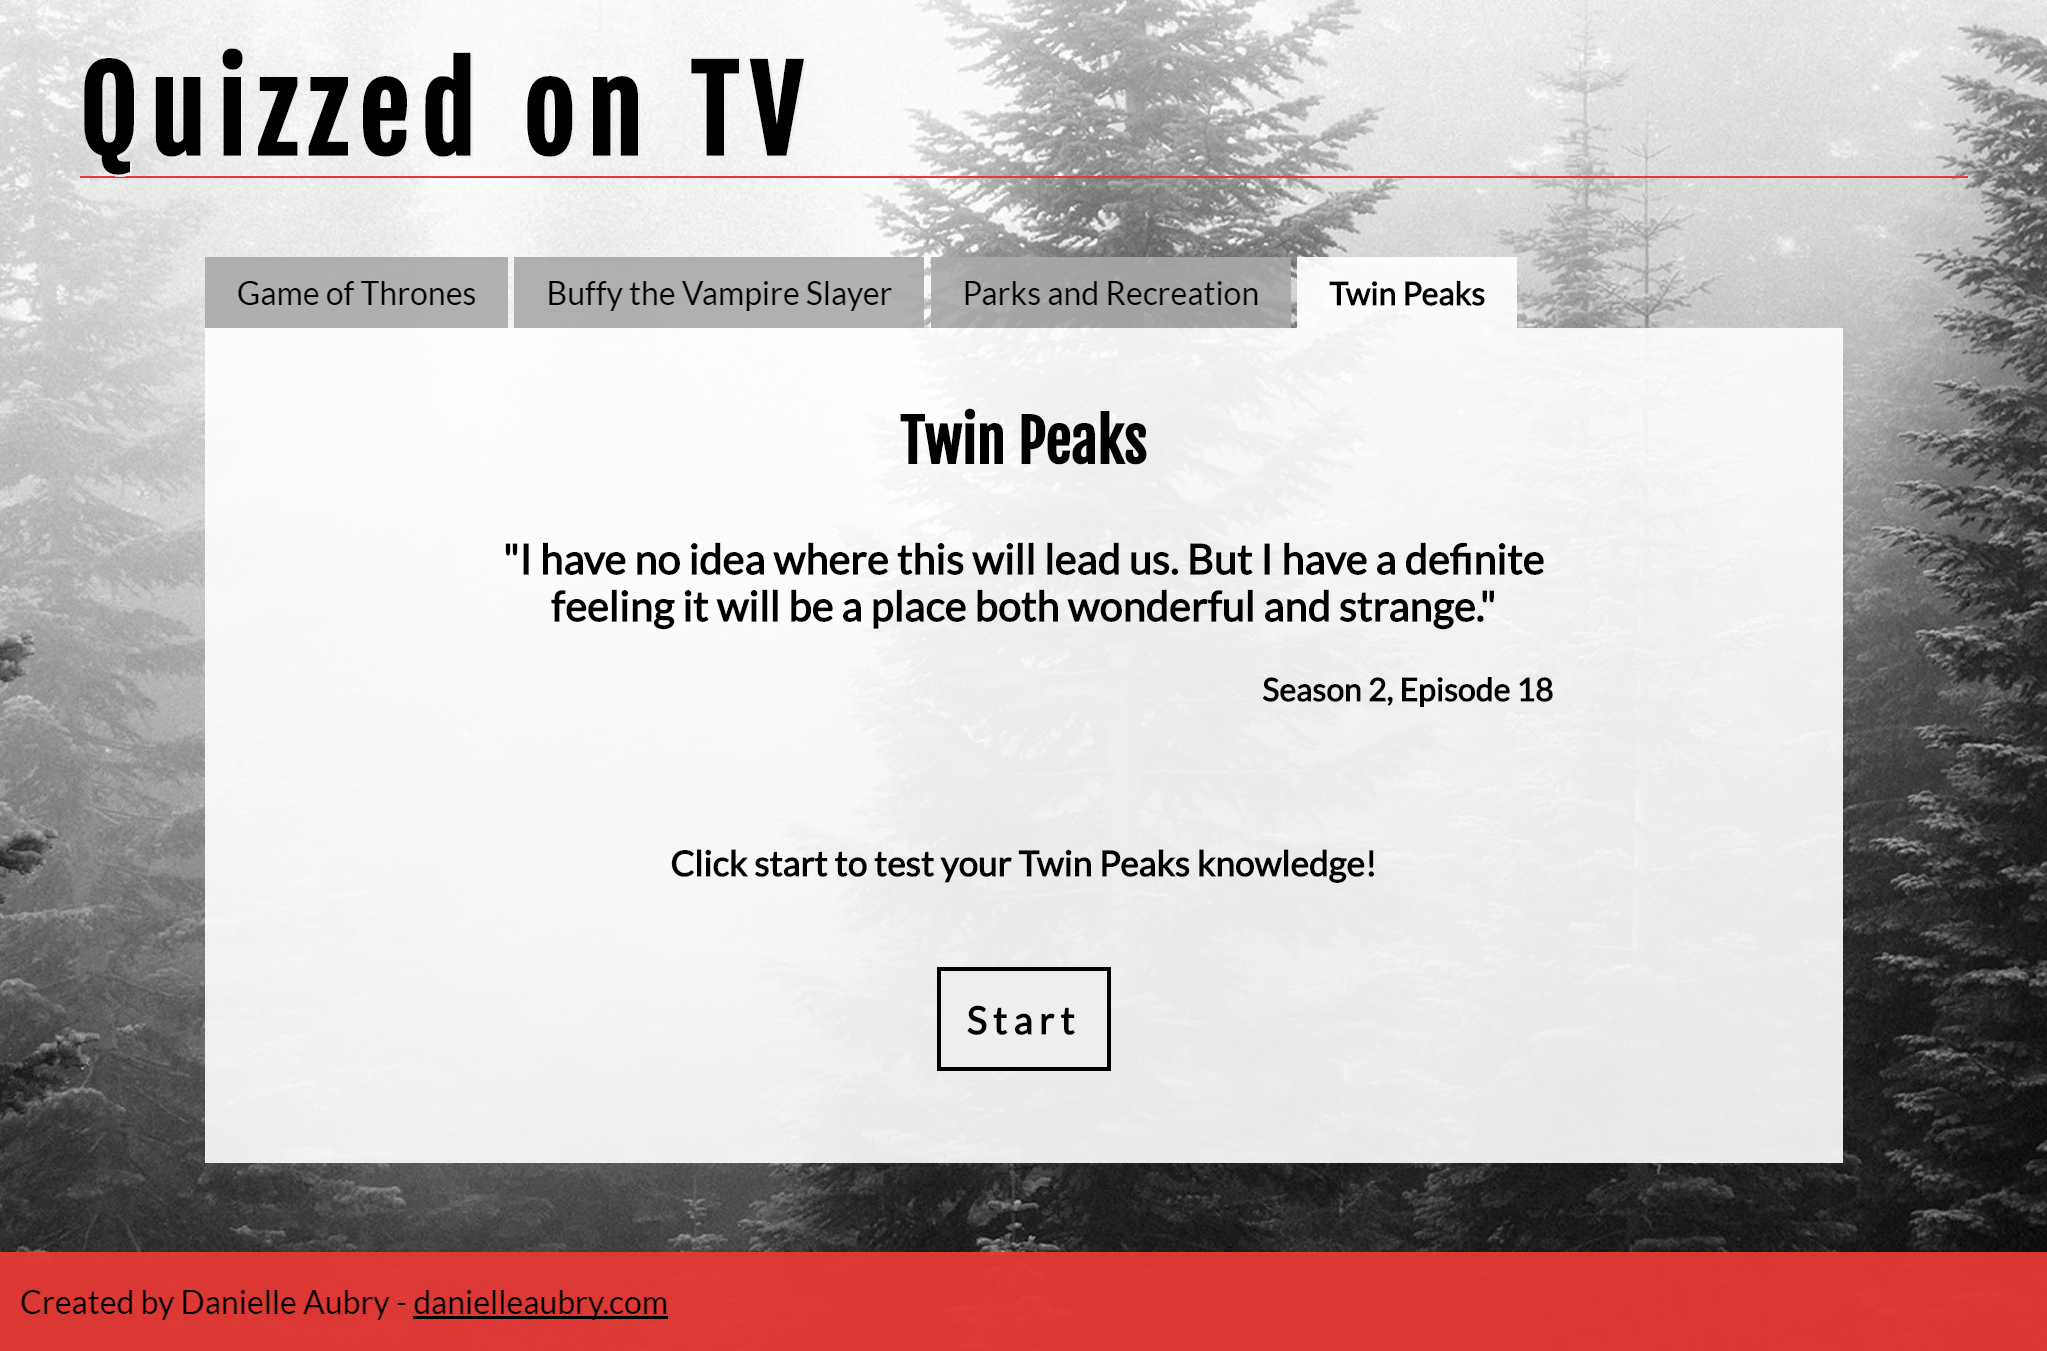 Quizzed on TV
Game of Thrones
Buffy the Vampire Slayer
Parks and Recreation
Twin Peaks
Twin Peaks
"I have no idea where this will lead us. But I have a definite
feeling it will be a place both wonderful and strange."
Season 2, Episode 18
Click start to test your Twin Peaks knowledge!
Start
Created by Danielle Aubry - danielleaubry.com